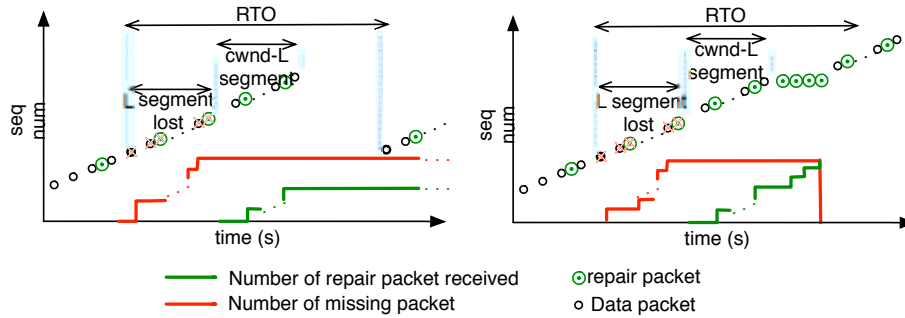 RTO
cwnd-L
segment
L segment
lost
seq
num
time (s)
RTO
cwnd-L
segment
L segment
lost
seq
num
time (s)
Number of repair packet received
Number of missing packet
repair packet
Data packet